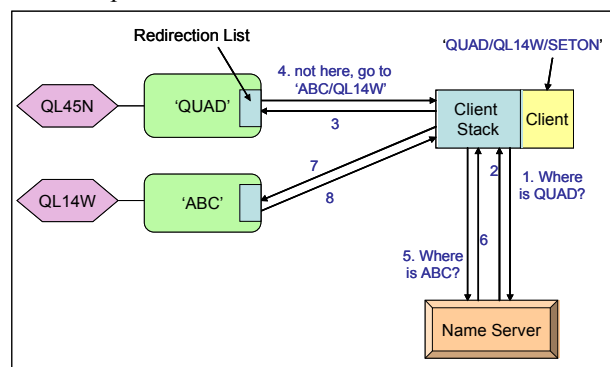 Redirection List
'QUAD/QL14W/SETON'
4. not here, go to
'ABC/QL14W'
QL45N
'QUAD'
3
Client
Stack
Client
7
8
2
1. Where
is QUAD?
QL14W
'ABC'
5. Where
is ABC?
6
Name Server